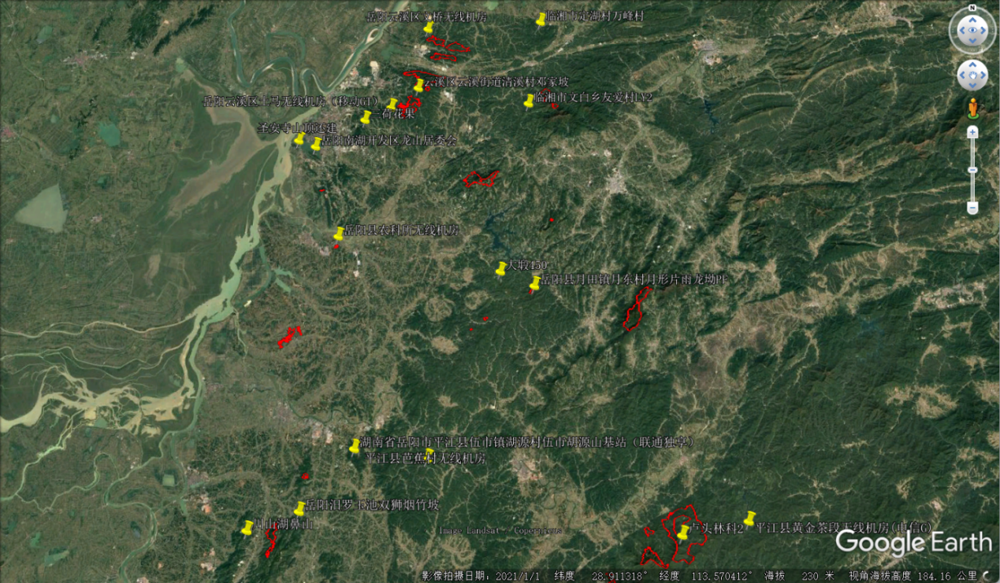 岳阳云溪区文桥无线机房
临湘市定湖村万峰村
云溪区云溪街道清溪村邓家坡
临湘市文白乡友爱村LY2
岳阳云溪区工马无线机房（移动G1）
三荷花果
圣安寺山顶迁建
岳阳南湖开发区龙山居委会
岳阳县农科所无线机房
大塅450
岳阳县月田镇月东村月形片雨龙坳PF
湖南省岳阳市平江县伍市镇湖源村伍市胡源山基站（联通独享）
平江县芭蕉村无线机房
岳阳汨罗玉池双狮烟竹坡
周山湖鼻山
卢头林科2
平江县黄金茶段无线机房(电信G)
Image Landsat / Copernicus
Google Earth
影像拍摄日期: 2021/1/1 纬度 28.911318° 经度 113.570412° 海拔 230 米 视角海拔高度 184.16 公里
N